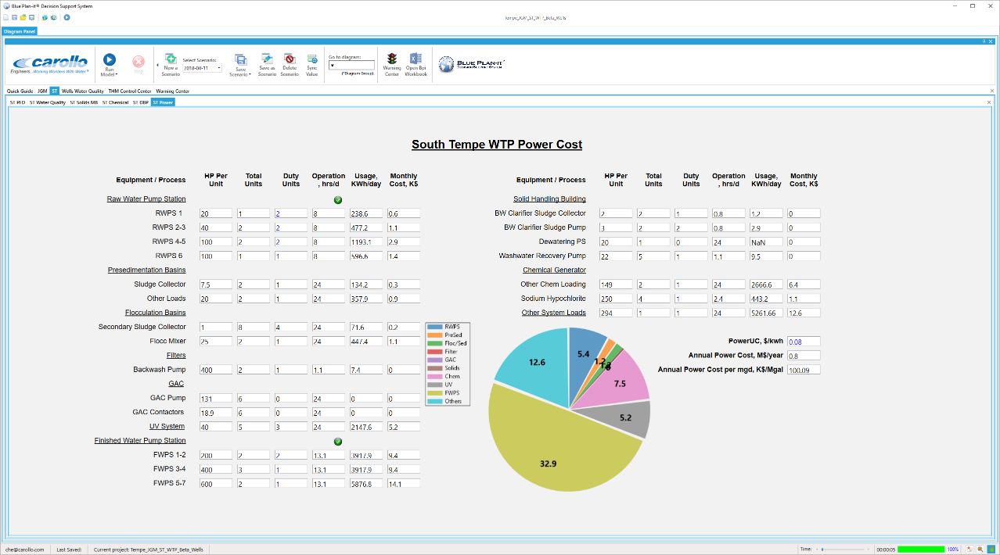 Blue Plan-it® Decision Support System
Tempe_JGM_ST_WTP_Beta_Wells
Diagram Panel
carollo
Engineers...Working Wonders With Water®
Run Model
Stop
New a Scenario
Select Scenario:
2018-04-11
Save Scenario
Save as Scenario
Delete Scenario
Sync Value
Go to diagram:
(*Diagram Group)
Warning Center
Open Bpi Workbook
BLUE PLAN-IT
DECISION SUPPORT SYSTEM
Quick Guide JGM ST Wells Water Quality THM Control Center Warning Center
ST PFD ST Water Quality ST Solids MB ST Chemical ST DBP ST Power
South Tempe WTP Power Cost
Equipment / Process HP Per Unit Total Units Duty Units Operation, hrs/d Usage, KWh/day Monthly Cost, K$
Raw Water Pump Station
RWPS 1 20 1 2 8 238.6 0.6
RWPS 2-3 40 2 2 8 477.2 1.1
RWPS 4-5 100 2 2 8 1193.1 2.9
RWPS 6 100 1 1 8 596.6 1.4
Presedimentation Basins
Sludge Collector 7.5 2 1 24 134.2 0.3
Other Loads 20 2 1 24 357.9 0.9
Flocculation Basins
Secondary Sludge Collector 1 8 4 24 71.6 0.2
Flocc Mixer 25 2 1 24 447.4 1.1
Filters
Backwash Pump 400 2 1 1.1 7.4 0
GAC
GAC Pump 131 6 0 24 0 0
GAC Contactors 18.9 6 0 24 0 0
UV System 40 5 3 24 2147.6 5.2
Finished Water Pump Station
FWPS 1-2 200 2 2 13.1 3917.9 9.4
FWPS 3-4 400 3 1 13.1 3917.9 9.4
FWPS 5-7 600 2 1 13.1 5876.8 14.1
Equipment / Process HP Per Unit Total Units Duty Units Operation, hrs/d Usage, KWh/day Monthly Cost, K$
Solid Handling Building
BW Clarifier Sludge Collector 2 2 1 0.8 1.2 0
BW Clarifier Sludge Pump 3 2 2 0.8 2.9 0
Dewatering PS 20 1 0 24 NaN 0
Washwater Recovery Pump 22 5 1 1.1 9.5 0
Chemical Generator
Other Chem Loading 149 2 1 24 2666.6 6.4
Sodium Hypochlorite 250 4 1 2.4 443.2 1.1
Other System Loads 294 1 1 24 5261.66 12.6
RWPS
PreSed
Floc/Sed
Filter
GAC
Solids
Chem
UV
FWPS
Others
5.4
1.2
7.5
5.2
32.9
12.6
PowerUC, $/kwh 0.08
Annual Power Cost, M$/year 0.8
Annual Power Cost per mgd, K$/Mgal 100.09
che@carollo.com Last Saved: Current project: Tempe_JGM_ST_WTP_Beta_Wells
Time: 00:00:05 100%